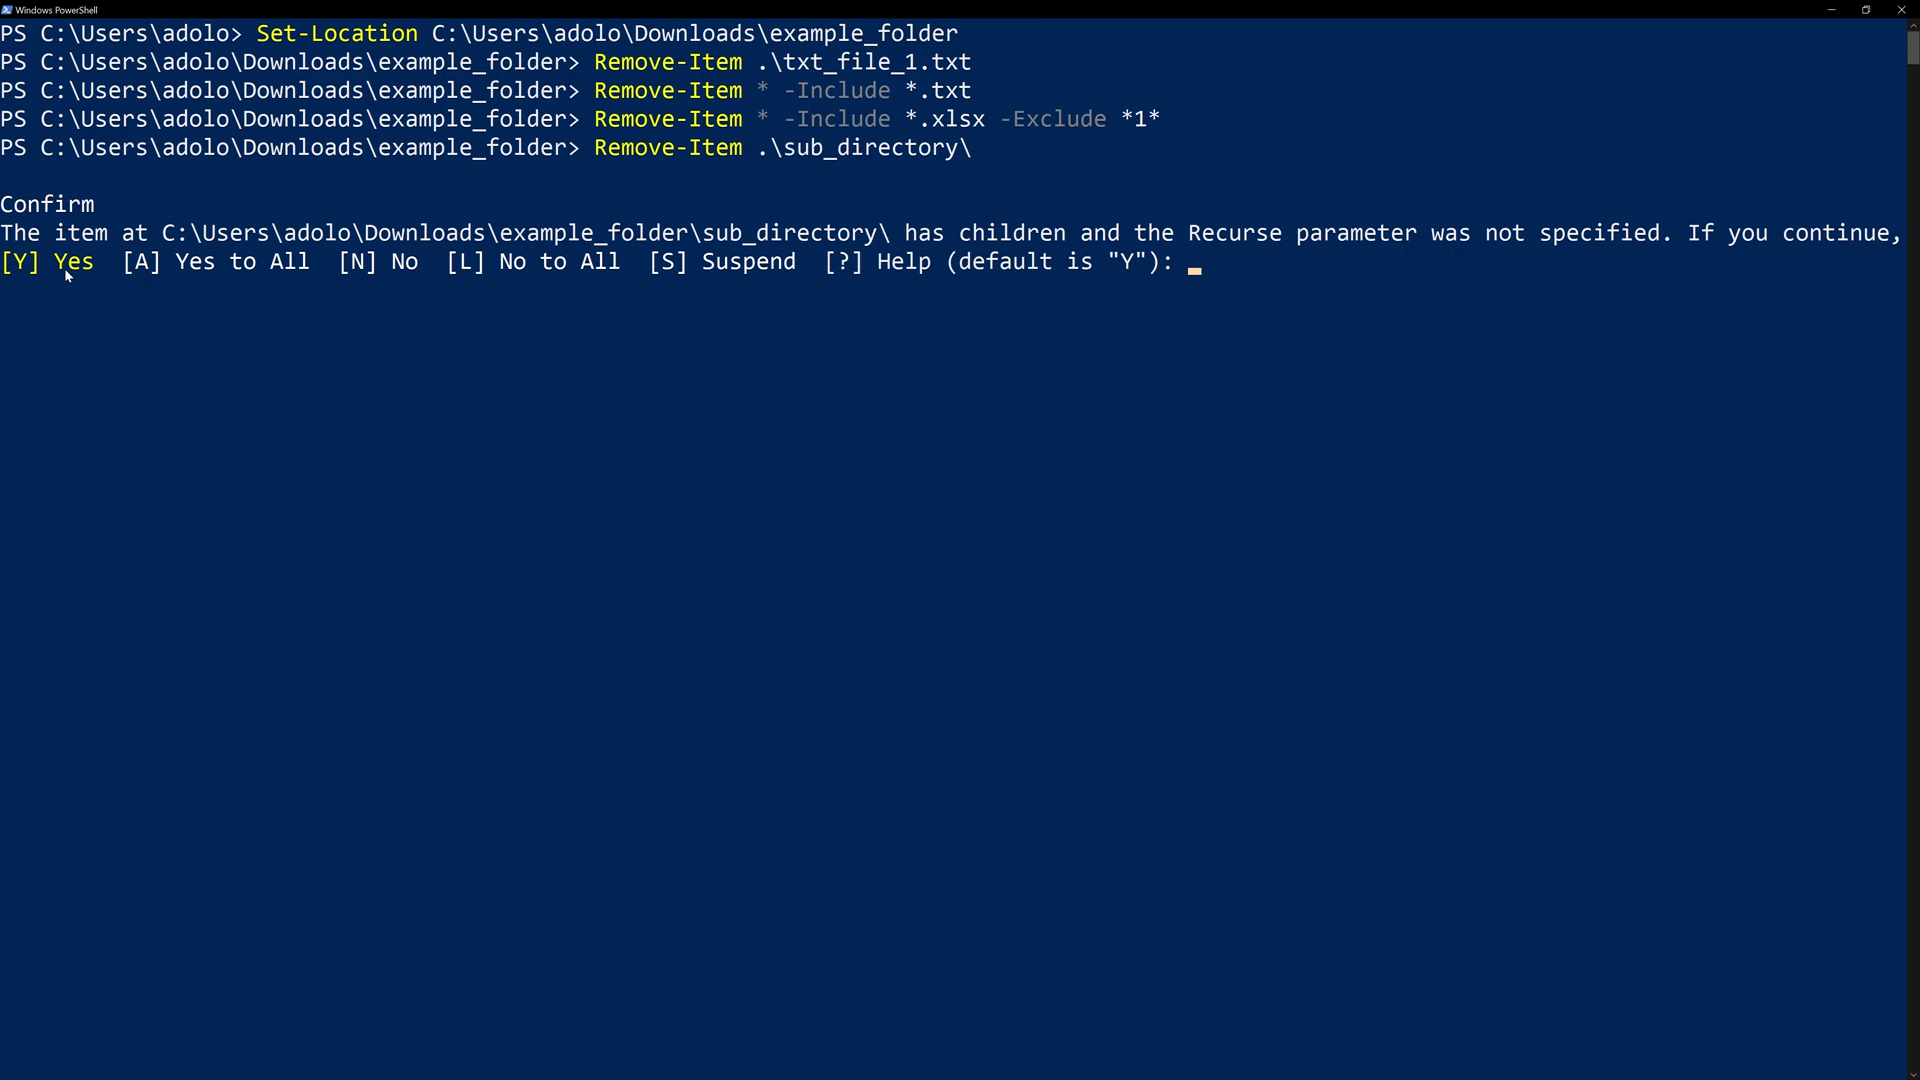 Windows PowerShell
PS C:\Users\adolo> Set-Location C:\Users\adolo\Downloads\example_folder
PS C:\Users\adolo\Downloads\example_folder> Remove-Item .\txt_file_1.txt
PS C:\Users\adolo\Downloads\example_folder> Remove-Item * -Include *.txt
PS C:\Users\adolo\Downloads\example_folder> Remove-Item * -Include *.xlsx -Exclude *1*
PS C:\Users\adolo\Downloads\example_folder> Remove-Item .\sub_directory\
Confirm
The item at C:\Users\adolo\Downloads\example_folder\sub_directory\ has children and the Recurse parameter was not specified. If you continue,
[Y] Yes  [A] Yes to All  [N] No  [L] No to All  [S] Suspend  [?] Help (default is "Y"):